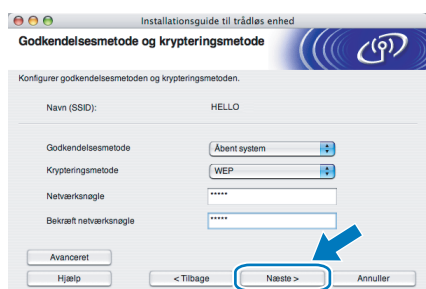 Installationsguide til trådløs enhed
Godkendelsesmetode og krypteringsmetode
Konfigurer godkendelsesmetoden og krypteringsmetoden.
Navn (SSID): HELLO
Godkendelsesmetode Åbent system
Krypteringsmetode WEP
Netværksnøgle *****
Bekræft netværksnøgle *****
Avanceret
Hjælp < Tilbage Næste > Annuller